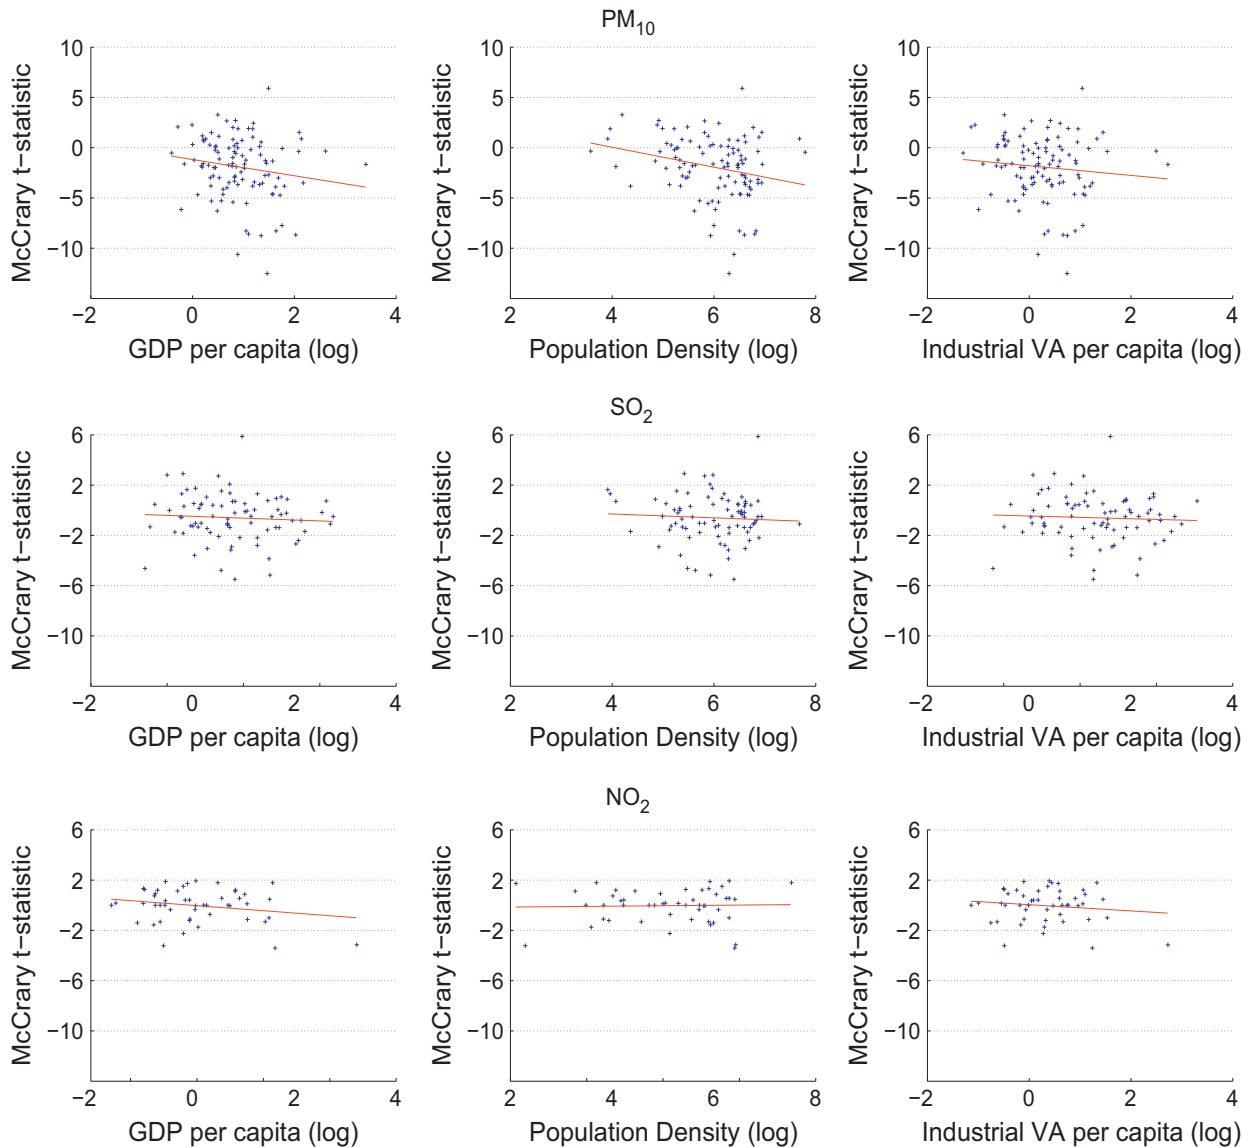 PM10
McCrary t−statistic
10
5
0
−5
−10
−2 0 2 4
GDP per capita (log)
McCrary t−statistic
10
5
0
−5
−10
2 4 6 8
Population Density (log)
McCrary t−statistic
10
5
0
−5
−10
−2 0 2 4
Industrial VA per capita (log)
SO2
McCrary t−statistic
6
2
−2
−6
−10
−2 0 2 4
GDP per capita (log)
McCrary t−statistic
6
2
−2
−6
−10
2 4 6 8
Population Density (log)
McCrary t−statistic
6
2
−2
−6
−10
−2 0 2 4
Industrial VA per capita (log)
NO2
McCrary t−statistic
6
2
−2
−6
−10
−2 0 2 4
GDP per capita (log)
McCrary t−statistic
6
2
−2
−6
−10
2 4 6 8
Population Density (log)
McCrary t−statistic
6
2
−2
−6
−10
−2 0 2 4
Industrial VA per capita (log)